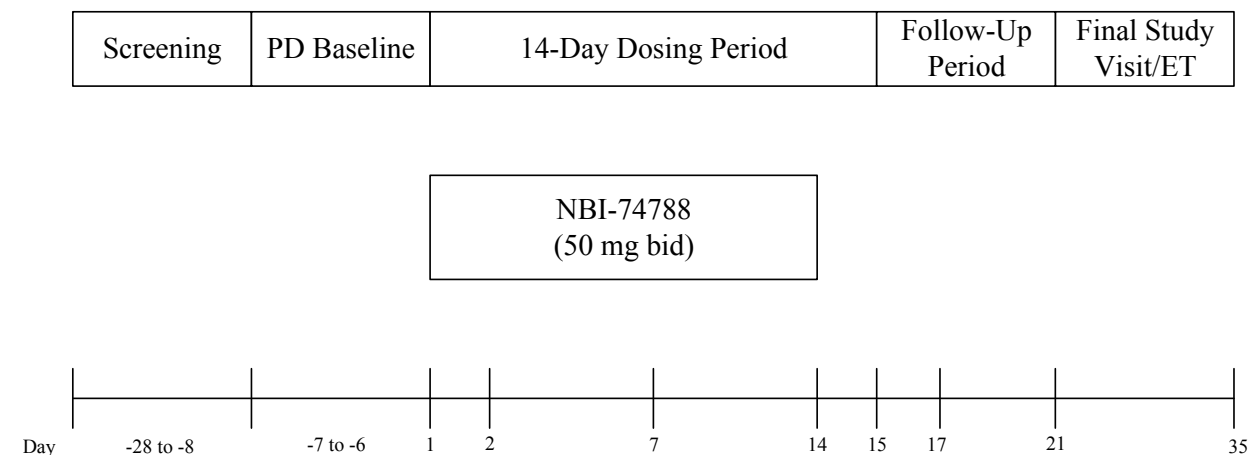 Screening PD Baseline 14-Day Dosing Period Follow-Up Period Final Study Visit/ET
NBI-74788
(50 mg bid)
Day -28 to -8 -7 to -6 1 2 7 14 15 17 21 35